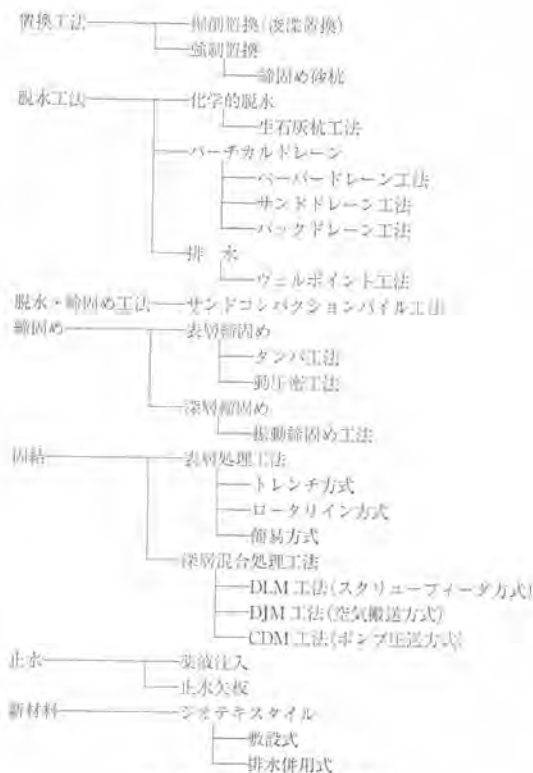 置換工法 掘削置換(浚渫置換)
強制置換
締固め砂杭
脱水工法 化学的脱水
生石灰杭工法
バーチカルドレーン
ペーパードレーン工法
サンドドレーン工法
パックドレーン工法
排 水
ウェルポイント工法
脱水・締固め工法 サンドコンパクションパイル工法
締固め 表層締固め
タンパ工法
動圧密工法
深層締固め
振動締固め工法
固結 表層処理工法
トレンチ方式
ロータリイン方式
簡易方式
深層混合処理工法
DLM工法(スクリューフィーダ方式)
DJM工法(空気搬送方式)
CDM工法(ポンプ圧送方式)
止水 薬液注入
止水矢板
新材料 ジオテキスタイル
敷設式
排水併用式